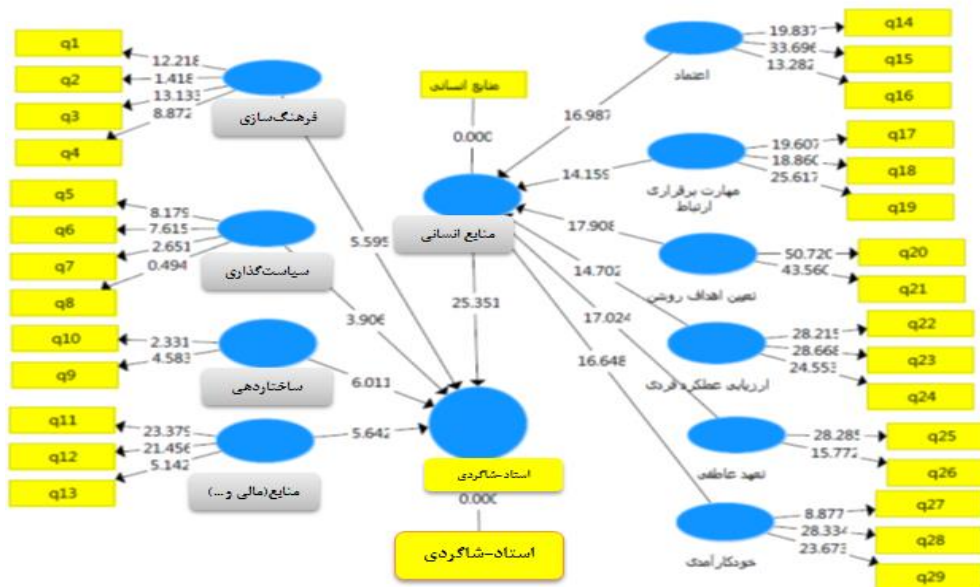 q1
q2
q3
q4
12.218
1.418
13.133
8.872
فرهنگ‌سازی
q5
q6
q7
q8
8.179
7.615
2.651
0.494
سیاست‌گذاری
q10
q9
2.331
4.583
ساختاردهی
q11
q12
q13
23.379
21.456
5.142
منابع(مالی و...)
5.595
3.906
6.011
5.642
منابع انسانی
0.000
منابع انسانی
25.351
استاد-شاگردی
0.000
استاد-شاگردی
16.987
14.159
17.908
14.702
17.024
16.648
اعتماد
19.837
33.696
13.282
q14
q15
q16
مهارت برقراری
ارتباط
19.607
18.860
25.617
q17
q18
q19
تعیین اهداف روشن
50.720
43.560
q20
q21
ارزیابی عملکرد فردی
28.215
28.668
24.553
q22
q23
q24
تعهد عاطفی
28.285
15.772
q25
q26
خودکارآمدی
8.877
28.334
23.673
q27
q28
q29